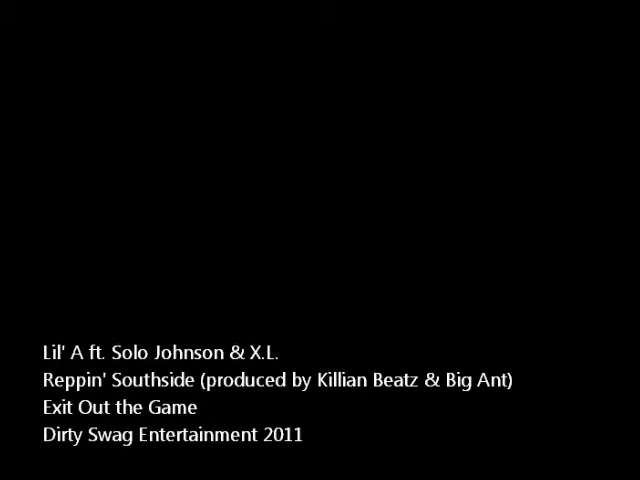 Lil' A ft. Solo Johnson & X.L.
Reppin' Southside (produced by Killian Beatz & Big Ant)
Exit Out the Game
Dirty Swag Entertainment 2011